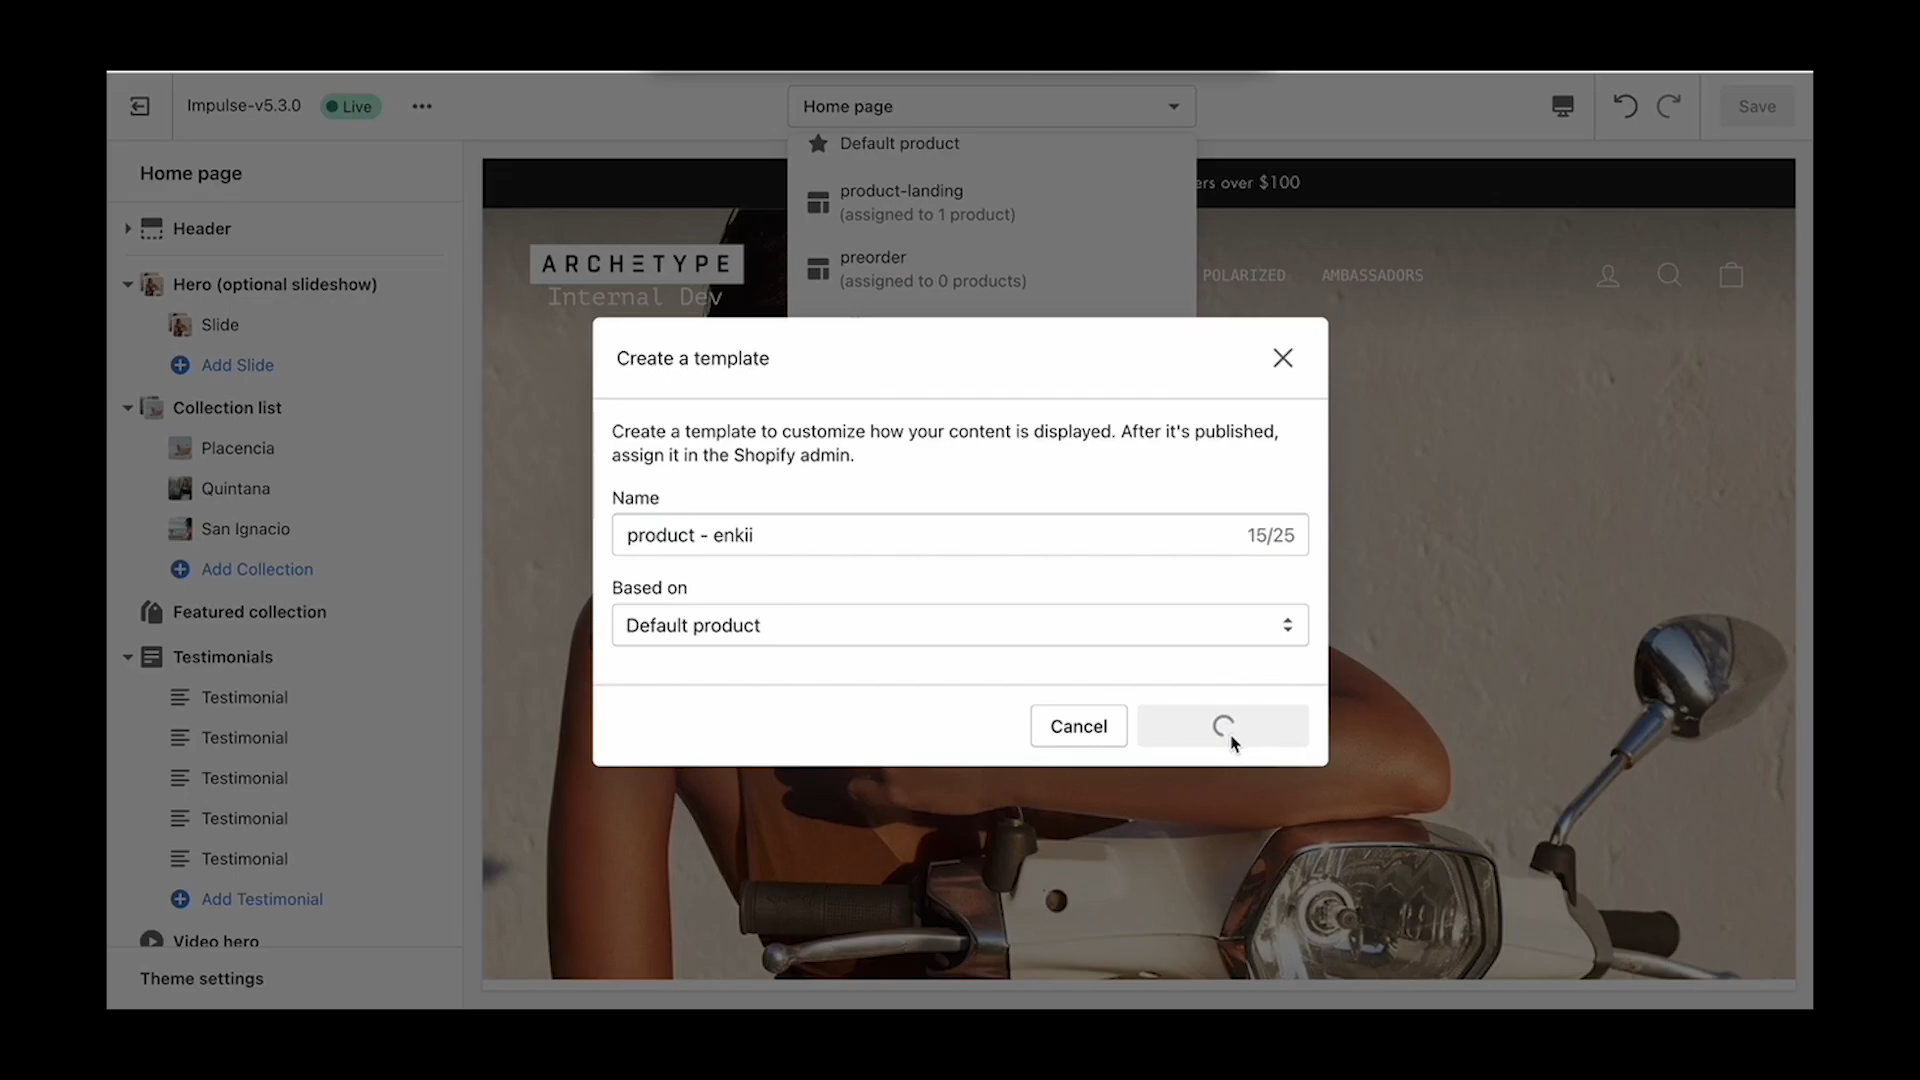 Impulse-v5.3.0
Live
Home page
Save
Home page
Header
Hero (optional slideshow)
Slide
Add Slide
Collection list
Placencia
Quintana
San Ignacio
Add Collection
Featured collection
Testimonials
Testimonial
Testimonial
Testimonial
Testimonial
Testimonial
Add Testimonial
Video hero
Theme settings
Default product
product-landing
(assigned to 1 product)
preorder
(assigned to 0 products)
over $100
ARCHETYPE
Internal Dev
POLARIZED AMBASSADORS
Create a template
Create a template to customize how your content is displayed. After it's published,
assign it in the Shopify admin.
Name
product - enkii 15/25
Based on
Default product
Cancel